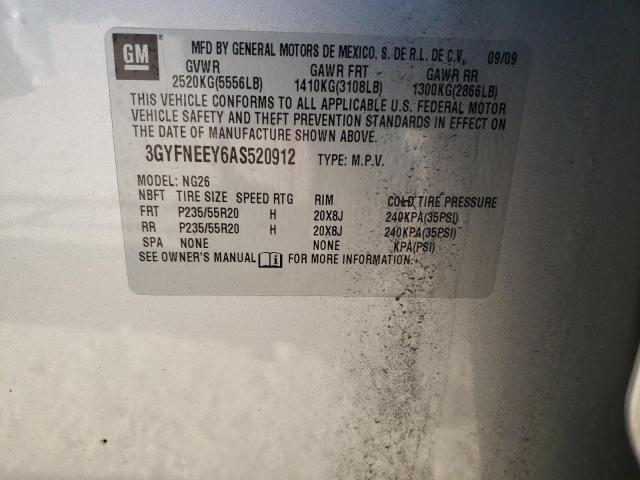 GM MFD BY GENERAL MOTORS DE MEXICO, S. DE R.L. DE C.V. 09/09
GVWR GAWR FRT GAWR RR
2520KG(5556LB) 1410KG(3108LB) 1300KG(2866LB)
THIS VEHICLE CONFORMS TO ALL APPLICABLE U.S. FEDERAL MOTOR
VEHICLE SAFETY AND THEFT PREVENTION STANDARDS IN EFFECT ON
THE DATE OF MANUFACTURE SHOWN ABOVE.
3GYFNEEY6AS520912 TYPE: M.P.V.
MODEL: NG26
NBFT TIRE SIZE SPEED RTG RIM COLD TIRE PRESSURE
FRT P235/55R20 H 20X8J 240KPA(35PSI)
RR P235/55R20 H 20X8J 240KPA(35PSI)
SPA NONE NONE KPA(PSI)
SEE OWNER'S MANUAL i FOR MORE INFORMATION.